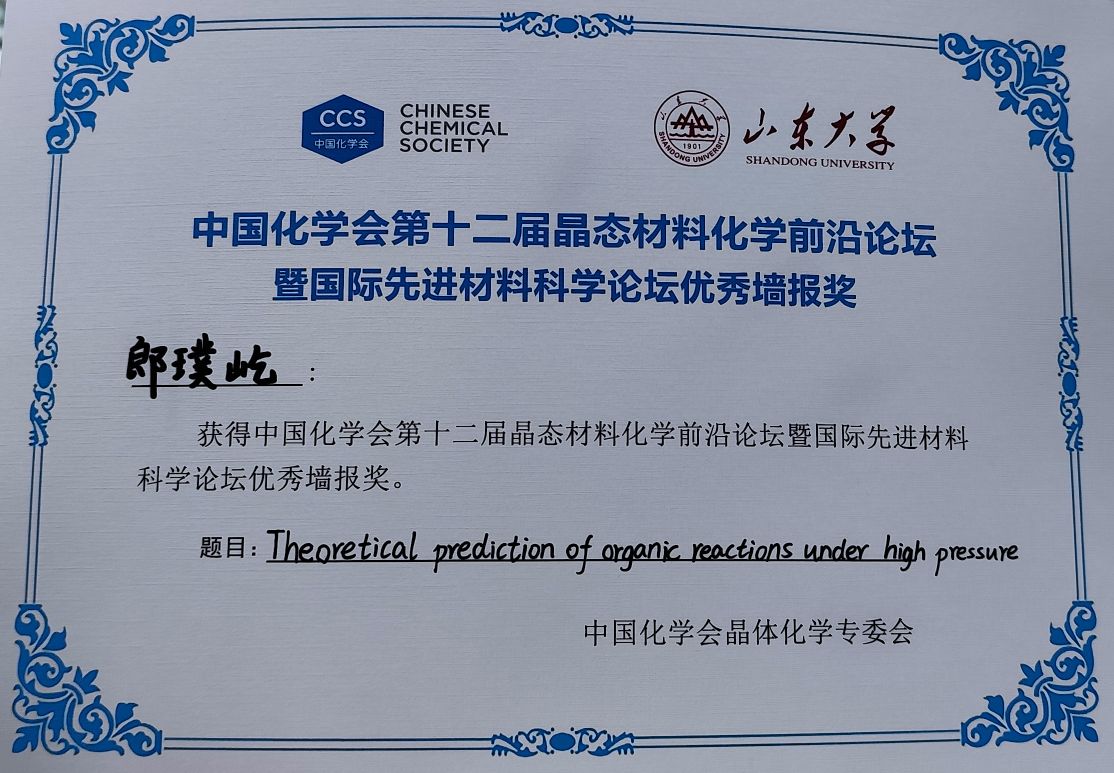 CCS
中国化学会
CHINESE
CHEMICAL
SOCIETY
山东大学
SHANDONG UNIVERSITY
1901
SHANDONG UNIVERSITY
山东大学
SHANDONG UNIVERSITY
中国化学会第十二届晶态材料化学前沿论坛
暨国际先进材料科学论坛优秀墙报奖
郎璞屹：
获得中国化学会第十二届晶态材料化学前沿论坛暨国际先进材料
科学论坛优秀墙报奖。
题目：Theoretical prediction of organic reactions under high pressure
中国化学会晶体化学专委会